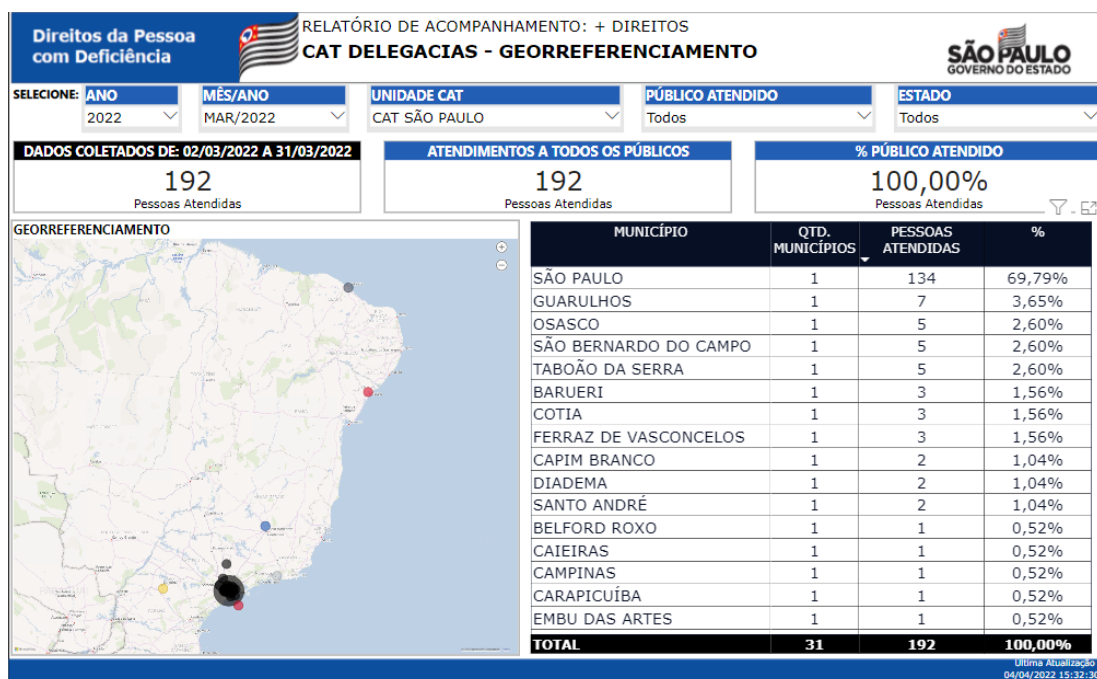 Direitos da Pessoa
com Deficiência
RELATÓRIO DE ACOMPANHAMENTO: + DIREITOS
CAT DELEGACIAS - GEORREFERENCIAMENTO
SÃO PAULO
GOVERNO DO ESTADO
SELECIONE: ANO MÊS/ANO UNIDADE CAT PÚBLICO ATENDIDO ESTADO
2022 MAR/2022 CAT SÃO PAULO Todos Todos
DADOS COLETADOS DE: 02/03/2022 A 31/03/2022
192
Pessoas Atendidas
ATENDIMENTOS A TODOS OS PÚBLICOS
192
Pessoas Atendidas
% PÚBLICO ATENDIDO
100,00%
Pessoas Atendidas
GEORREFERENCIAMENTO
MUNICÍPIO QTD. MUNICÍPIOS PESSOAS ATENDIDAS %
SÃO PAULO 1 134 69,79%
GUARULHOS 1 7 3,65%
OSASCO 1 5 2,60%
SÃO BERNARDO DO CAMPO 1 5 2,60%
TABOÃO DA SERRA 1 5 2,60%
BARUERI 1 3 1,56%
COTIA 1 3 1,56%
FERRAZ DE VASCONCELOS 1 3 1,56%
CAPIM BRANCO 1 2 1,04%
DIADEMA 1 2 1,04%
SANTO ANDRÉ 1 2 1,04%
BELFORD ROXO 1 1 0,52%
CAIEIRAS 1 1 0,52%
CAMPINAS 1 1 0,52%
CARAPICUÍBA 1 1 0,52%
EMBU DAS ARTES 1 1 0,52%
TOTAL 31 192 100,00%
Última Atualização
04/04/2022 15:32:30